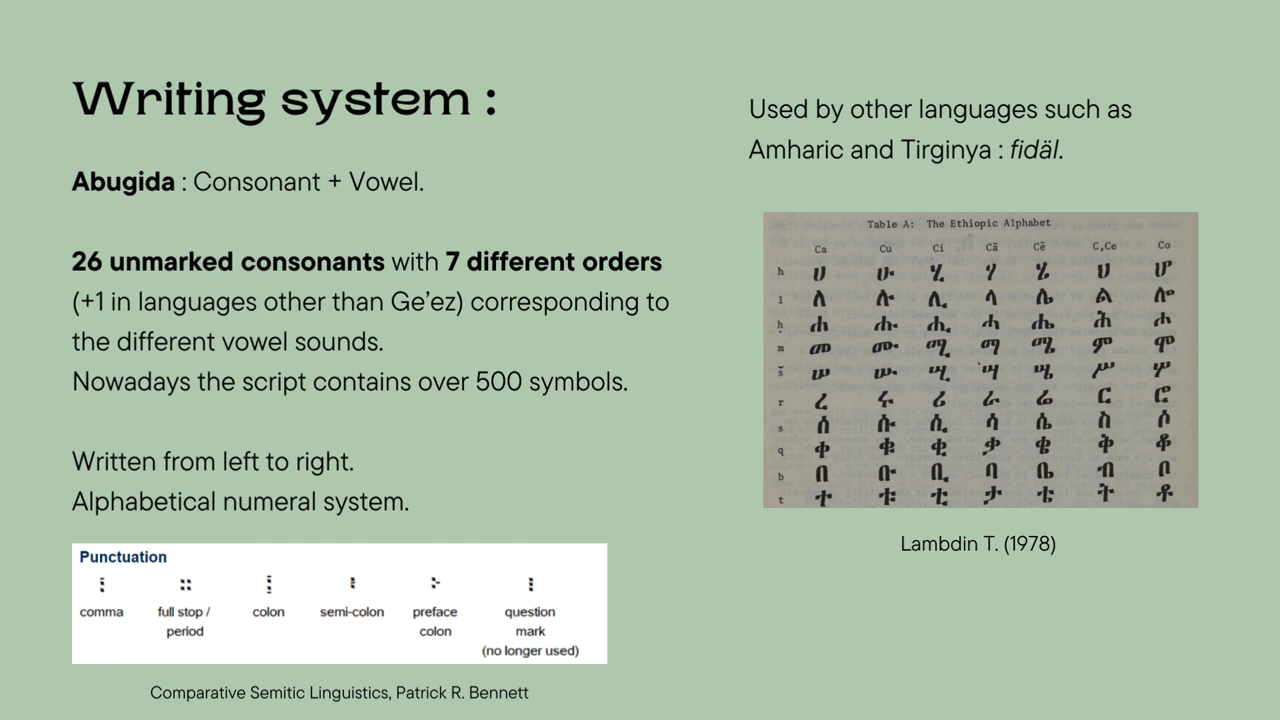 Writing system :
Abugida : Consonant + Vowel.
26 unmarked consonants with 7 different orders
(+1 in languages other than Ge’ez) corresponding to
the different vowel sounds.
Nowadays the script contains over 500 symbols.
Written from left to right.
Alphabetical numeral system.
Punctuation
comma full stop / colon semi-colon preface question
period colon mark
(no longer used)
Comparative Semitic Linguistics, Patrick R. Bennett
Used by other languages such as
Amharic and Tirginya : fidäl.
Table A: The Ethiopic Alphabet
Ca Cu Ci Cā Cē C,Ce Co
h ሀ ሁ ሂ ሃ ሄ ህ ሆ
l ለ ሉ ሊ ላ ሌ ል ሎ
ḥ ሐ ሑ ሒ ሓ ሔ ሕ ሖ
m መ ሙ ሚ ማ ሜ ም ሞ
š ሠ ሡ ሢ ሣ ሤ ሥ ሦ
r ረ ሩ ሪ ራ ሬ ር ሮ
s ሰ ሱ ሲ ሳ ሴ ስ ሶ
q ቀ ቁ ቂ ቃ ቄ ቅ ቆ
b በ ቡ ቢ ባ ቤ ብ ቦ
t ተ ቱ ቲ ታ ቴ ት ቶ
Lambdin T. (1978)